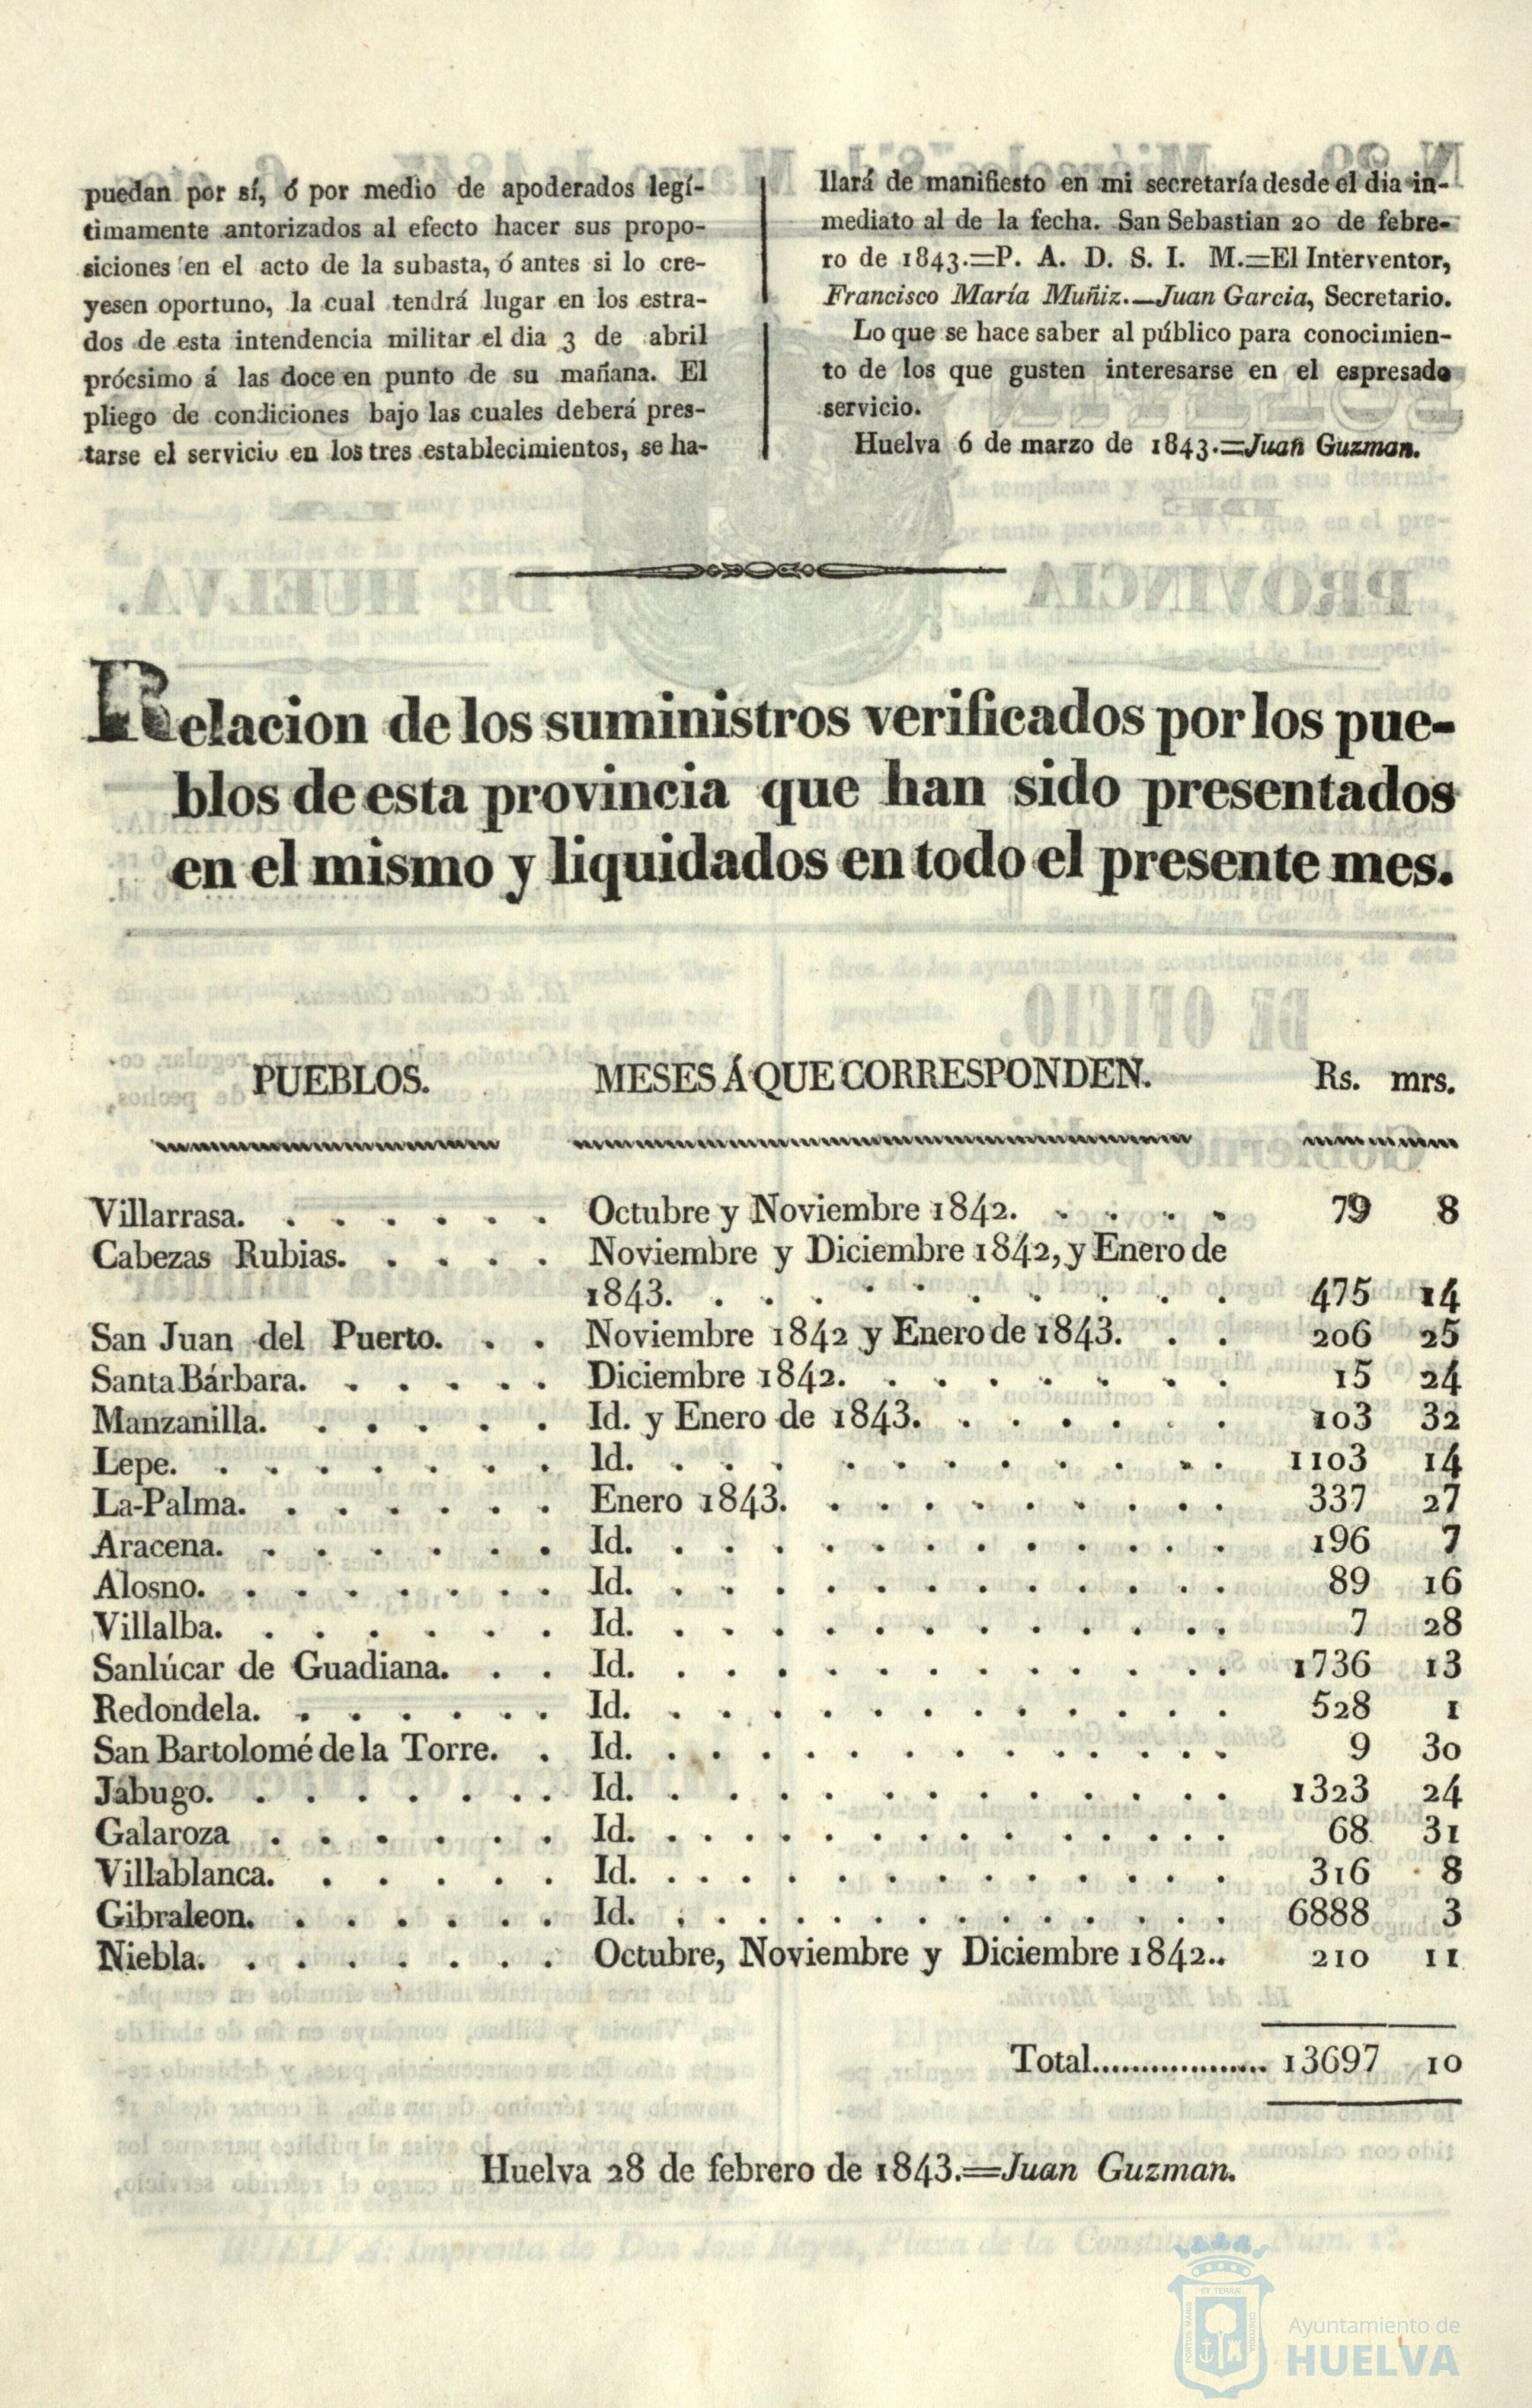 puedan por sí, ó por medio de apoderados legí-
timamente antorizados al efecto hacer sus propo-
siciones en el acto de la subasta, ó antes si lo cre-
yesen oportuno, la cual tendrá lugar en los estra-
dos de esta intendencia militar el dia 3 de abril
prócsimo á las doce en punto de su mañana. El
pliego de condiciones bajo las cuales deberá pres-
tarse el servicio en los tres establecimientos, se ha-
llará de manifiesto en mi secretaría desde el dia in-
mediato al de la fecha. San Sebastian 20 de febre-
ro de 1843.=P. A. D. S. I. M.=El Interventor,
Francisco María Muñiz.—Juan Garcia, Secretario.
Lo que se hace saber al público para conocimien-
to de los que gusten interesarse en el espresado
servicio.
Huelva 6 de marzo de 1843.=Juan Guzman.
Relacion de los suministros verificados por los pue-
blos de esta provincia que han sido presentados
en el mismo y liquidados en todo el presente mes.
PUEBLOS. MESES Á QUE CORRESPONDEN. Rs. mrs.
Villarrasa. . . . . . . Octubre y Noviembre 1842. . . . . 79 8
Cabezas Rubias. . . . . Noviembre y Diciembre 1842, y Enero de
1843. . . . . . . . . . . . 475 14
San Juan del Puerto. . . Noviembre 1842 y Enero de 1843. . . 206 25
Santa Bárbara. . . . . . Diciembre 1842. . . . . . . . . 15 24
Manzanilla. . . . . . Id. y Enero de 1843. . . . . . . 103 32
Lepe. . . . . . . . Id. . . . . . . . . . . . 1103 14
La-Palma. . . . . . . Enero 1843. . . . . . . . . . 337 27
Aracena. . . . . . . Id. . . . . . . . . . . . . 196 7
Alosno. . . . . . . . Id. . . . . . . . . . . . . 89 16
Villalba. . . . . . . Id. . . . . . . . . . . . . 7 28
Sanlúcar de Guadiana. . . Id. . . . . . . . . . . . . 1736 13
Redondela. . . . . . . Id. . . . . . . . . . . . . 528 1
San Bartolomé de la Torre. . Id. . . . . . . . . . . . . 9 30
Jabugo. . . . . . . . Id. . . . . . . . . . . . . 1323 24
Galaroza . . . . . . Id. . . . . . . . . . . . . 68 31
Villablanca. . . . . . Id. . . . . . . . . . . . . 316 8
Gibraleon. . . . . . . Id. . . . . . . . . . . . . 6888 3
Niebla. . . . . . . . Octubre, Noviembre y Diciembre 1842.. 210 11
Total.................. 13697 10
Huelva 28 de febrero de 1843.=Juan Guzman.
Ayuntamiento de
HUELVA